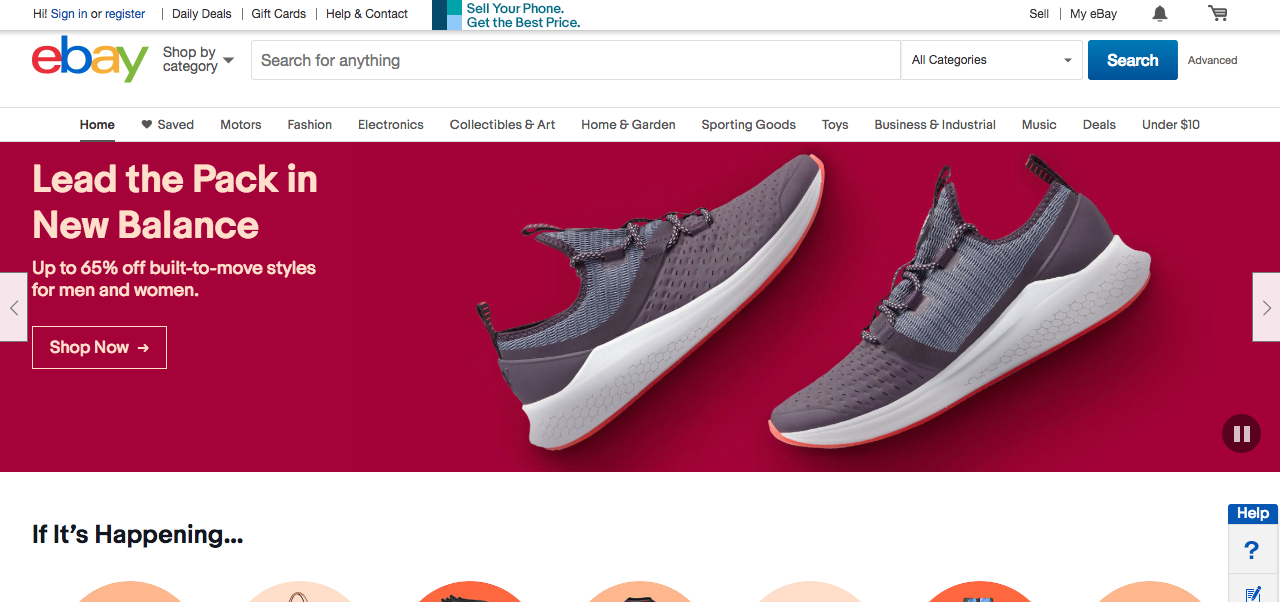 Hi! Sign in or register
Daily Deals
Gift Cards
Help & Contact
Sell Your Phone.
Get the Best Price.
Sell
My eBay
ebay
Shop by
category
Search for anything
All Categories
Search
Advanced
Home
Saved
Motors
Fashion
Electronics
Collectibles & Art
Home & Garden
Sporting Goods
Toys
Business & Industrial
Music
Deals
Under $10
Lead the Pack in
New Balance
Up to 65% off built-to-move styles
for men and women.
Shop Now →
If It's Happening...
Help
?